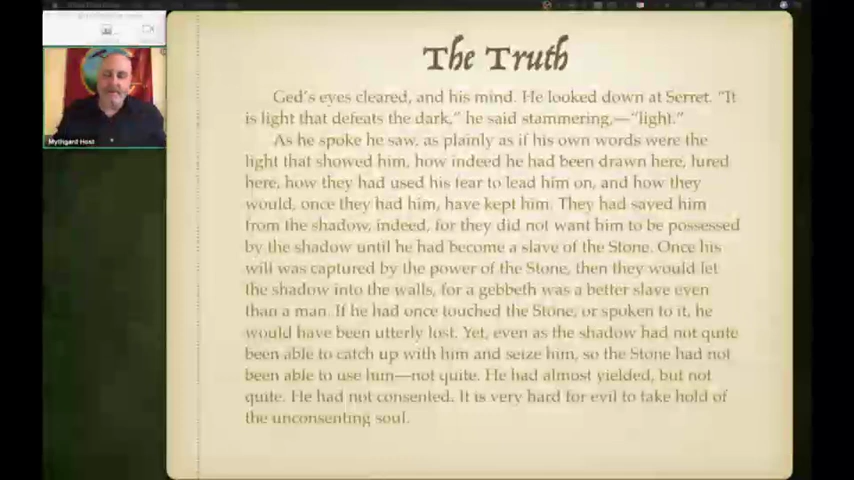 The Truth
Ged's eyes cleared, and his mind. He looked down at Serret. "It
is light that defeats the dark," he said stammering,—"light."
As he spoke he saw, as plainly as if his own words were the
light that showed him, how indeed he had been drawn here, lured
here, how they had used his fear to lead him on, and how they
would, once they had him, have kept him. They had saved him
from the shadow, indeed, for they did not want him to be possessed
by the shadow until he had become a slave of the Stone. Once his
will was captured by the power of the Stone, then they would let
the shadow into the walls, for a gebbeth was a better slave even
than a man. If he had once touched the Stone, or spoken to it, he
would have been utterly lost. Yet, even as the shadow had not quite
been able to catch up with him and seize him, so the Stone had not
been able to use him—not quite. He had almost yielded, but not
quite. He had not consented. It is very hard for evil to take hold of
the unconsenting soul.
Mythgard Host